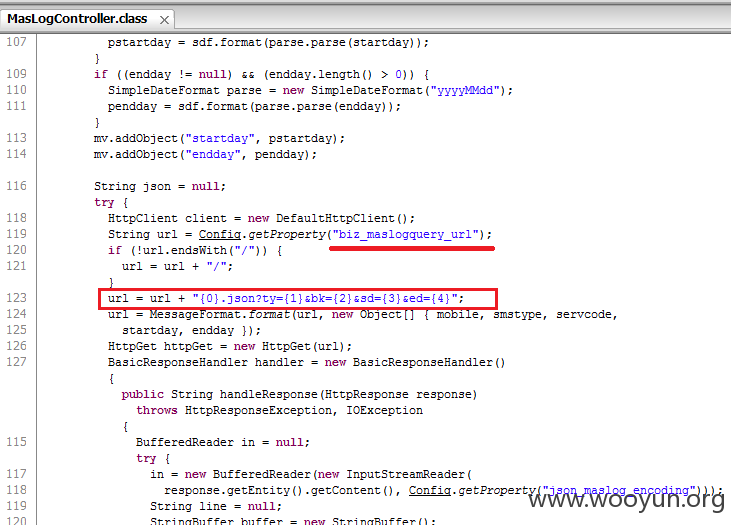 MasLogController.class
107 pstartday = sdf.format(parse.parse(startday));
}
109 if ((endday != null) && (endday.length() > 0)) {
110 SimpleDateFormat parse = new SimpleDateFormat("yyyyMMdd");
111 pendday = sdf.format(parse.parse(endday));
}
113 mv.addObject("startday", pstartday);
114 mv.addObject("endday", pendday);
116 String json = null;
try {
118 HttpClient client = new DefaultHttpClient();
119 String url = Config.getProperty("biz_maslogquery_url");
120 if (!url.endsWith("/")) {
121 url = url + "/";
}
123 url = url + "{0}.json?ty={1}&bk={2}&sd={3}&ed={4}";
124 url = MessageFormat.format(url, new Object[] { mobile, smstype, servcode,
125 startday, endday });
126 HttpGet httpGet = new HttpGet(url);
127 BasicResponseHandler handler = new BasicResponseHandler()
{
public String handleResponse(HttpResponse response)
throws HttpResponseException, IOException
{
115 BufferedReader in = null;
try {
117 in = new BufferedReader(new InputStreamReader(
118 response.getEntity().getContent(), Config.getProperty("json_maslog_encoding")));
119 String line = null;
120 StringBuffer buffer = new StringBuffer();
www.wooyun.org